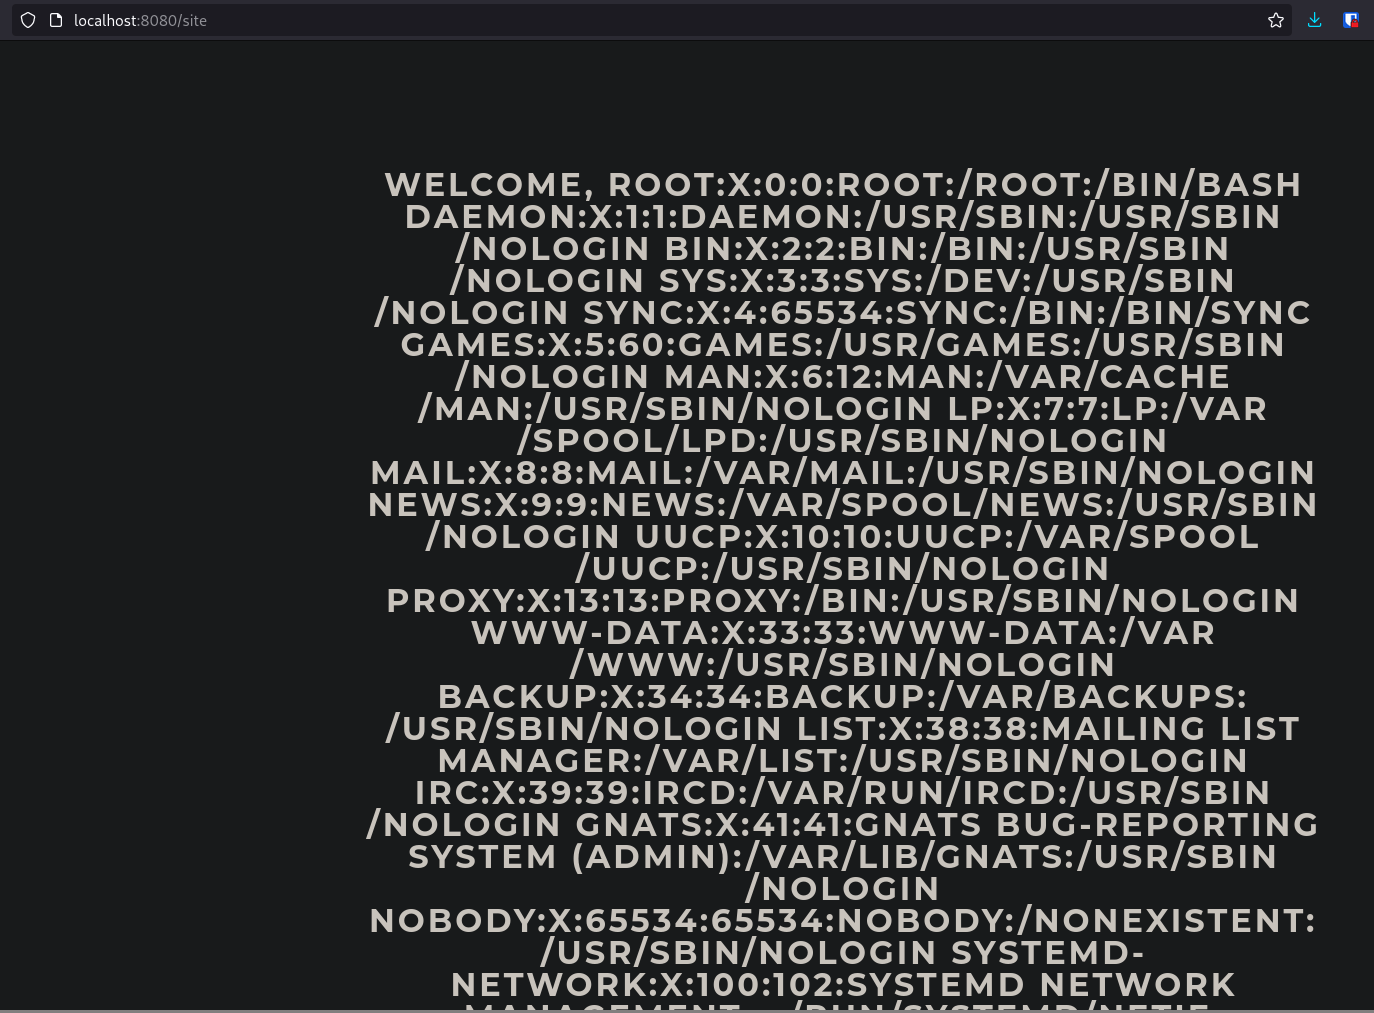 localhost:8080/site
WELCOME, ROOT:X:0:0:ROOT:/ROOT:/BIN/BASH
DAEMON:X:1:1:DAEMON:/USR/SBIN:/USR/SBIN
/NOLOGIN BIN:X:2:2:BIN:/BIN:/USR/SBIN
/NOLOGIN SYS:X:3:3:SYS:/DEV:/USR/SBIN
/NOLOGIN SYNC:X:4:65534:SYNC:/BIN:/BIN/SYNC
GAMES:X:5:60:GAMES:/USR/GAMES:/USR/SBIN
/NOLOGIN MAN:X:6:12:MAN:/VAR/CACHE
/MAN:/USR/SBIN/NOLOGIN LP:X:7:7:LP:/VAR
/SPOOL/LPD:/USR/SBIN/NOLOGIN
MAIL:X:8:8:MAIL:/VAR/MAIL:/USR/SBIN/NOLOGIN
NEWS:X:9:9:NEWS:/VAR/SPOOL/NEWS:/USR/SBIN
/NOLOGIN UUCP:X:10:10:UUCP:/VAR/SPOOL
/UUCP:/USR/SBIN/NOLOGIN
PROXY:X:13:13:PROXY:/BIN:/USR/SBIN/NOLOGIN
WWW-DATA:X:33:33:WWW-DATA:/VAR
/WWW:/USR/SBIN/NOLOGIN
BACKUP:X:34:34:BACKUP:/VAR/BACKUPS:
/USR/SBIN/NOLOGIN LIST:X:38:38:MAILING LIST
MANAGER:/VAR/LIST:/USR/SBIN/NOLOGIN
IRC:X:39:39:IRCD:/VAR/RUN/IRCD:/USR/SBIN
/NOLOGIN GNATS:X:41:41:GNATS BUG-REPORTING
SYSTEM (ADMIN):/VAR/LIB/GNATS:/USR/SBIN
/NOLOGIN
NOBODY:X:65534:65534:NOBODY:/NONEXISTENT:
/USR/SBIN/NOLOGIN SYSTEMD-
NETWORK:X:100:102:SYSTEMD NETWORK